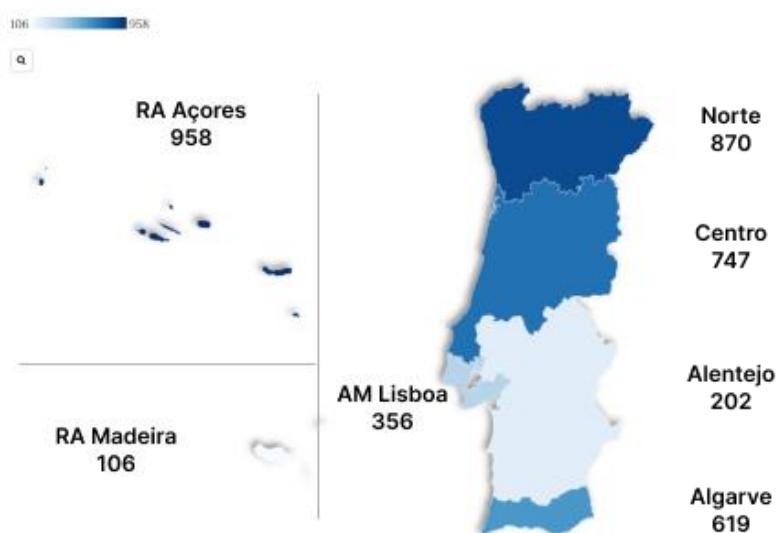 106
958
RA Açores
958
Norte
870
Centro
747
AM Lisboa
356
Alentejo
202
RA Madeira
106
Algarve
619